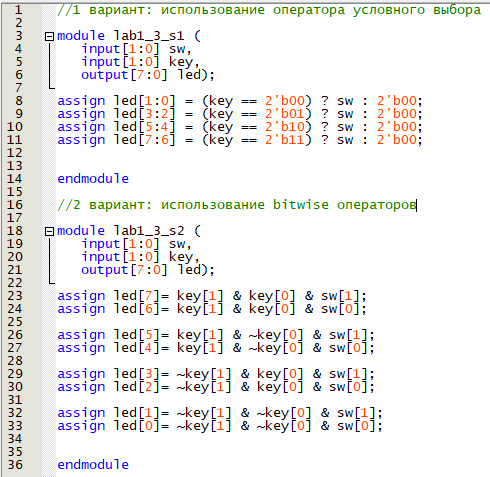 1 //1 вариант: использование оператора условного выбора
2
3 module lab1_3_s1 (
4 input[1:0] sw,
5 input[1:0] key,
6 output[7:0] led);
7
8 assign led[1:0] = (key == 2'b00) ? sw : 2'b00;
9 assign led[3:2] = (key == 2'b01) ? sw : 2'b00;
10 assign led[5:4] = (key == 2'b10) ? sw : 2'b00;
11 assign led[7:6] = (key == 2'b11) ? sw : 2'b00;
12
13
14 endmodule
15
16 //2 вариант: использование bitwise операторов
17
18 module lab1_3_s2 (
19 input[1:0] sw,
20 input[1:0] key,
21 output[7:0] led);
22
23 assign led[7]= key[1] & key[0] & sw[1];
24 assign led[6]= key[1] & key[0] & sw[0];
25
26 assign led[5]= key[1] & ~key[0] & sw[1];
27 assign led[4]= key[1] & ~key[0] & sw[0];
28
29 assign led[3]= ~key[1] & key[0] & sw[1];
30 assign led[2]= ~key[1] & key[0] & sw[0];
31
32 assign led[1]= ~key[1] & ~key[0] & sw[1];
33 assign led[0]= ~key[1] & ~key[0] & sw[0];
34
35
36 endmodule